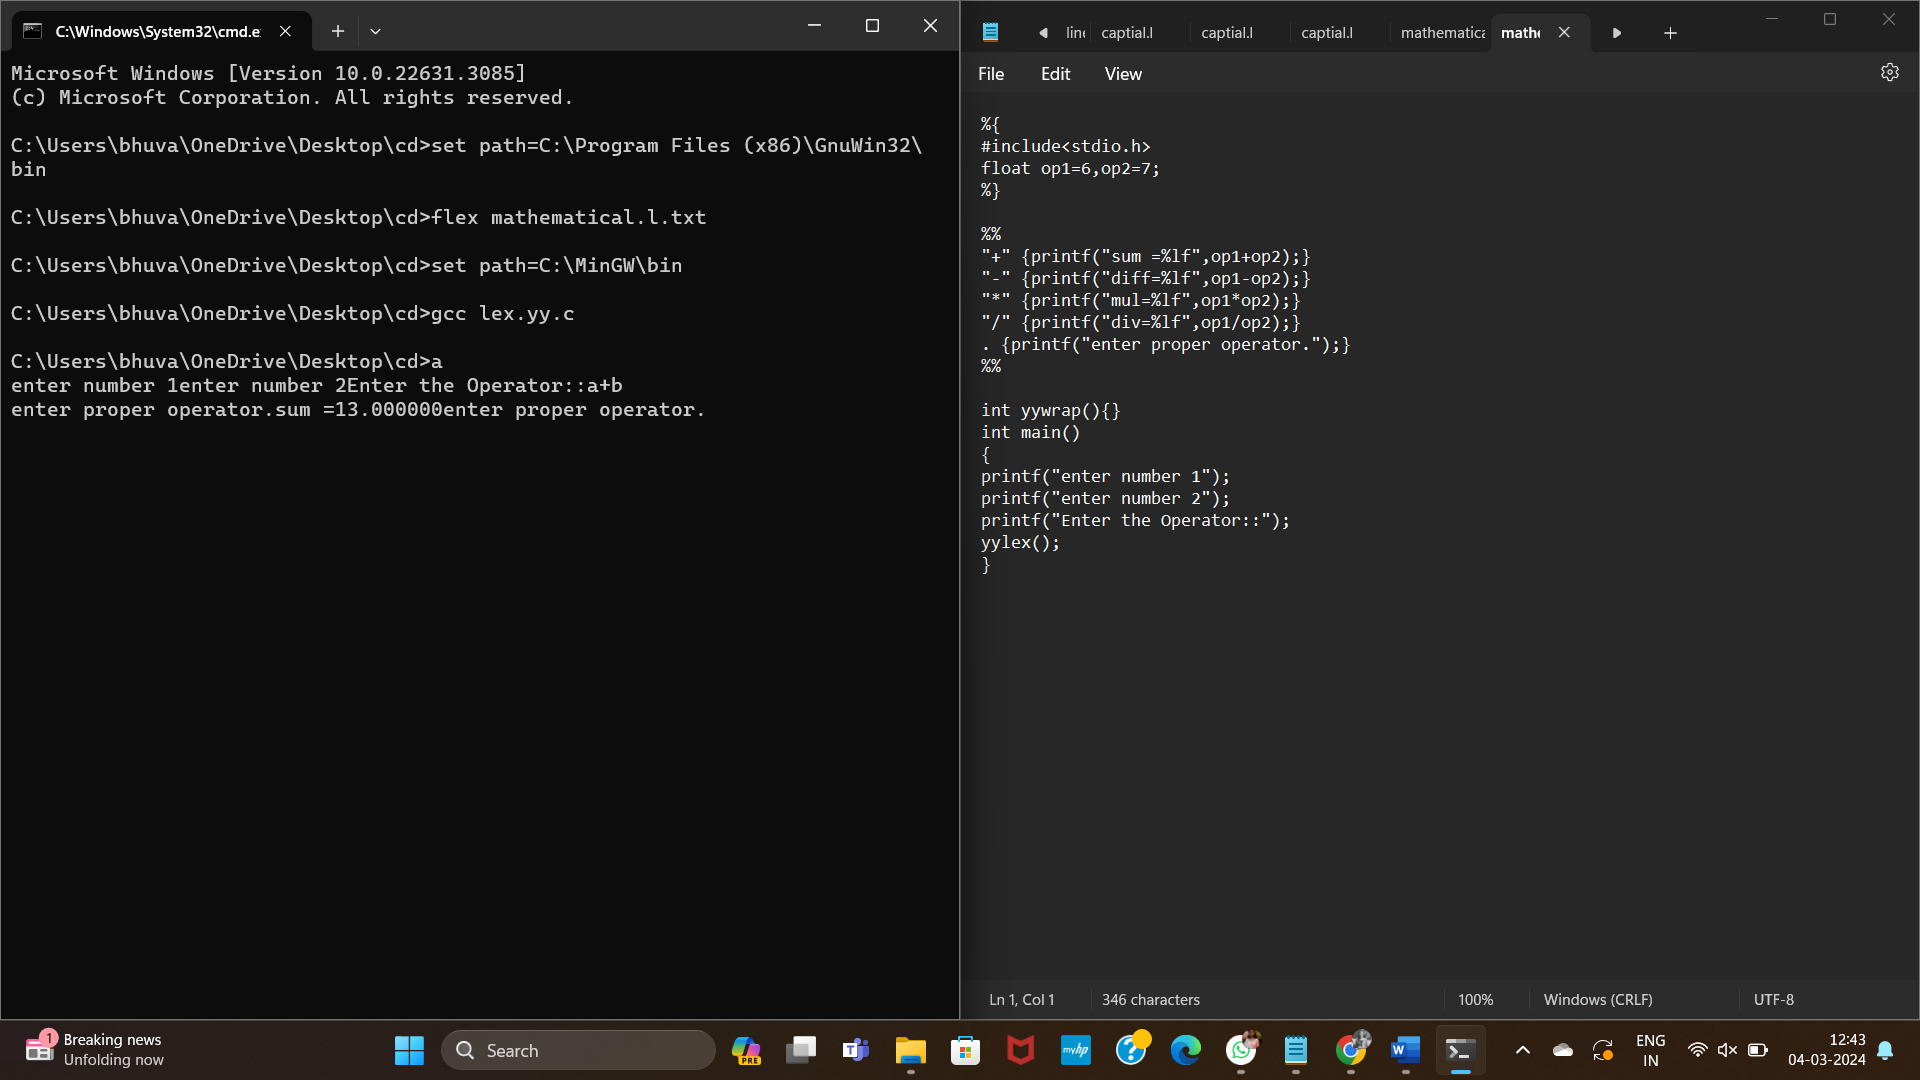 C:\Windows\System32\cmd.e
Microsoft Windows [Version 10.0.22631.3085]
(c) Microsoft Corporation. All rights reserved.
C:\Users\bhuva\OneDrive\Desktop\cd>set path=C:\Program Files (x86)\GnuWin32\
bin
C:\Users\bhuva\OneDrive\Desktop\cd>flex mathematical.l.txt
C:\Users\bhuva\OneDrive\Desktop\cd>set path=C:\MinGW\bin
C:\Users\bhuva\OneDrive\Desktop\cd>gcc lex.yy.c
C:\Users\bhuva\OneDrive\Desktop\cd>a
enter number 1enter number 2Enter the Operator::a+b
enter proper operator.sum =13.000000enter proper operator.
line captial.l captial.l captial.l mathematica mathe
File Edit View
%{
#include<stdio.h>
float op1=6,op2=7;
%}
%%
"+" {printf("sum =%lf",op1+op2);}
"-" {printf("diff=%lf",op1-op2);}
"*" {printf("mul=%lf",op1*op2);}
"/" {printf("div=%lf",op1/op2);}
. {printf("enter proper operator.");}
%%
int yywrap(){}
int main()
{
printf("enter number 1");
printf("enter number 2");
printf("Enter the Operator::");
yylex();
}
Ln 1, Col 1 346 characters 100% Windows (CRLF) UTF-8
1 Breaking news
Unfolding now
Search
PRE
myhp
ENG
IN
12:43
04-03-2024